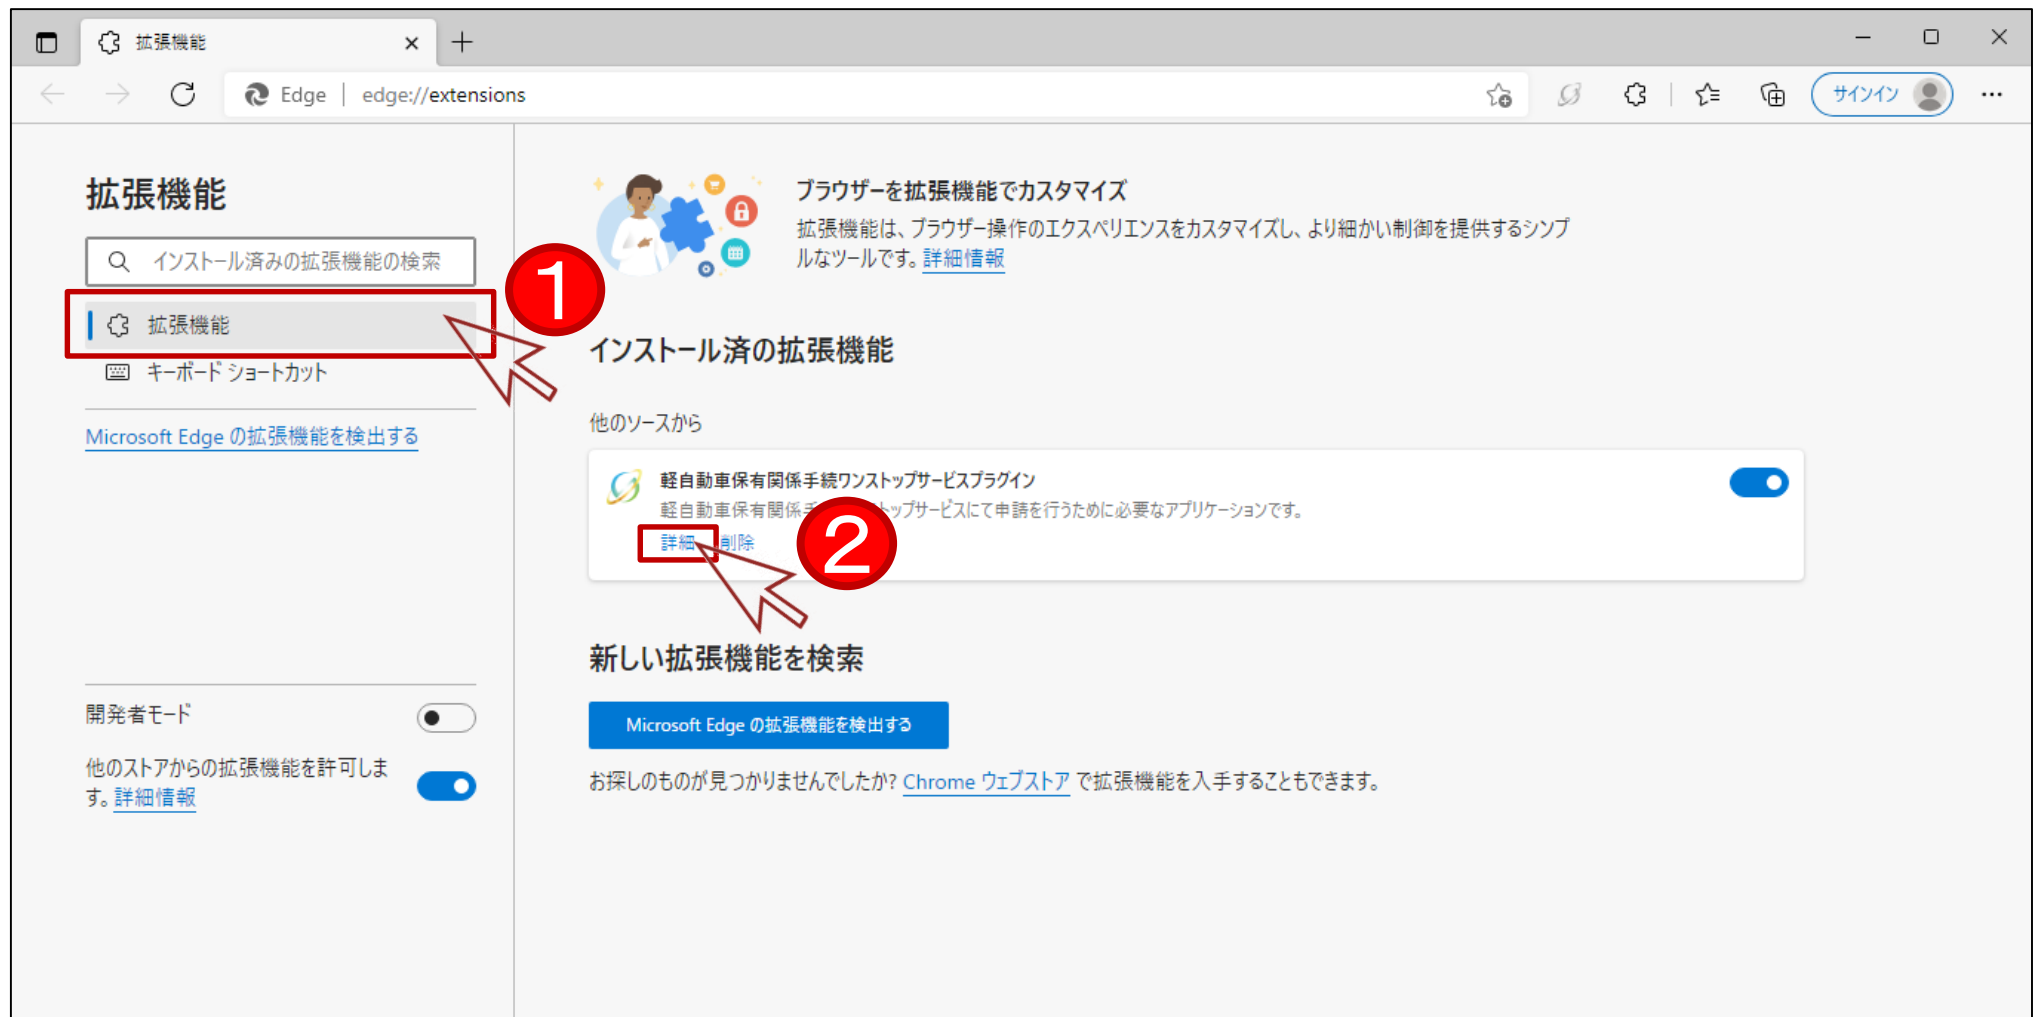 拡張機能
Edge
edge://extensions
サインイン
拡張機能
インストール済みの拡張機能の検索
拡張機能
キーボード ショートカット
Microsoft Edge の拡張機能を検出する
開発者モード
他のストアからの拡張機能を許可しま
す。詳細情報
1
ブラウザーを拡張機能でカスタマイズ
拡張機能は、ブラウザー操作のエクスペリエンスをカスタマイズし、より細かい制御を提供するシンプ
ルなツールです。詳細情報
インストール済の拡張機能
他のソースから
軽自動車保有関係手続ワンストップサービスプラグイン
軽自動車保有関係 トップサービスにて申請を行うために必要なアプリケーションです。
詳細 削除
2
新しい拡張機能を検索
Microsoft Edge の拡張機能を検出する
お探しのものが見つかりませんでしたか? Chrome ウェブストア で拡張機能を入手することもできます。